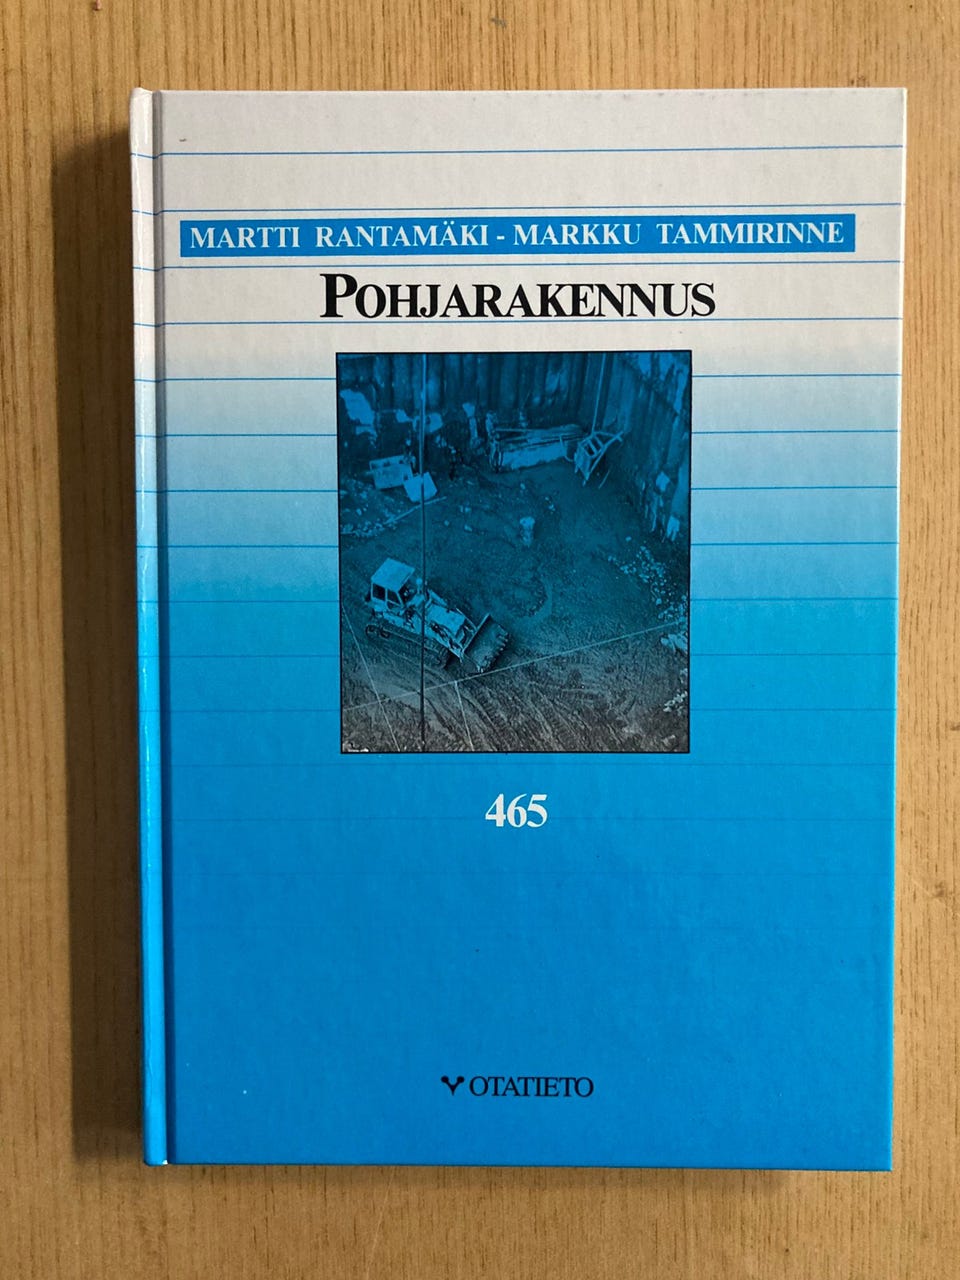 MARTTI RANTAMÄKI - MARKKU TAMMIRINNE
POHJARAKENNUS
465
OTATIETO